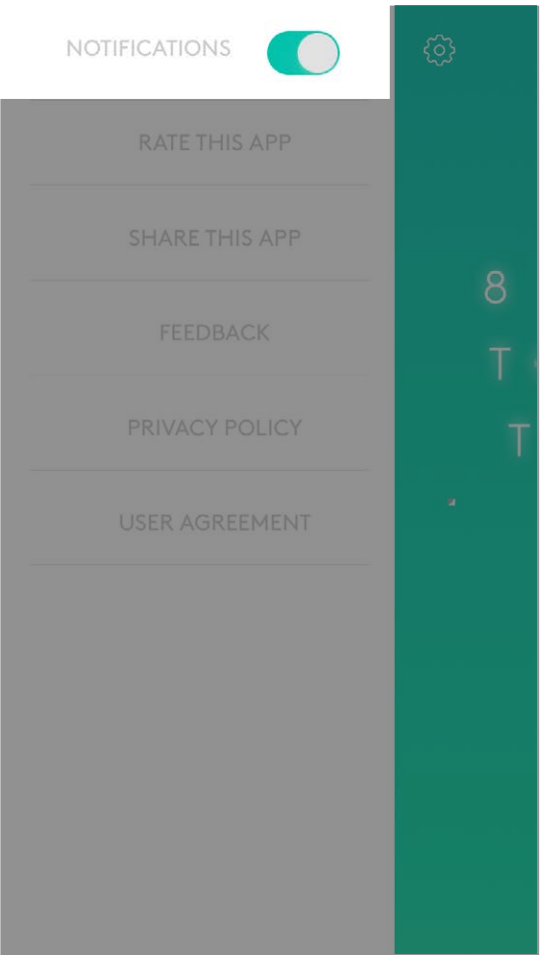 NOTIFICATIONS
RATE THIS APP
SHARE THIS APP
FEEDBACK
PRIVACY POLICY
USER AGREEMENT
8
T
T